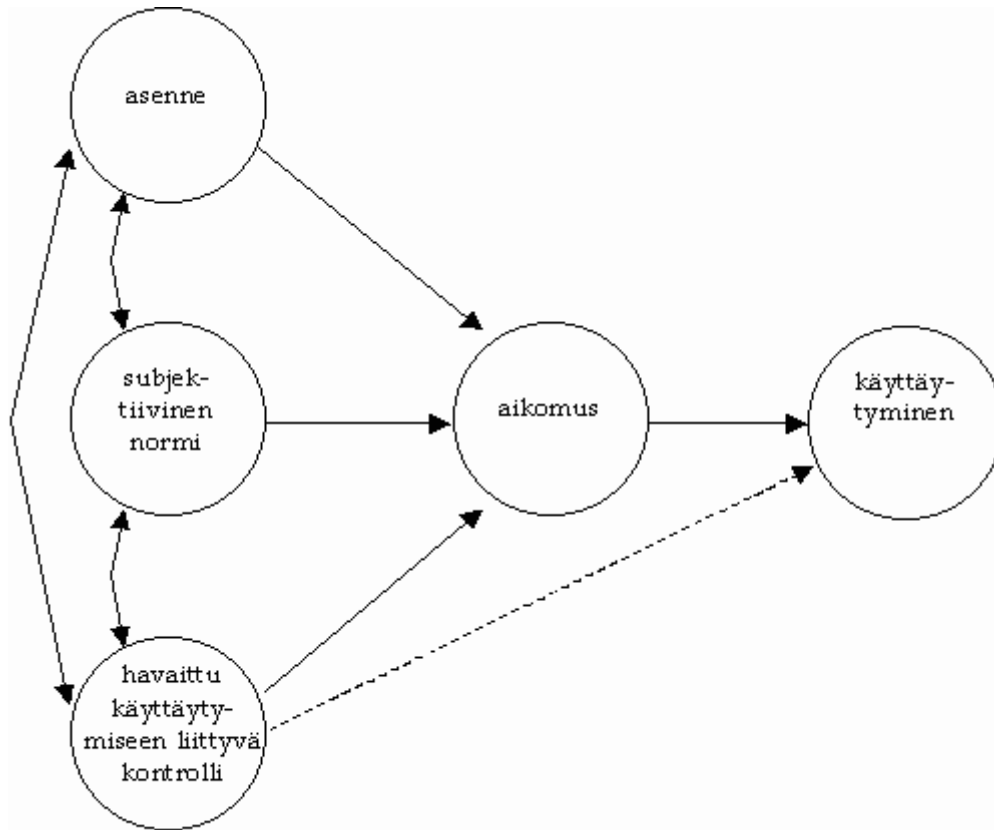 asenne
subjek-
tiivinen
normi
aikomus
käyttäy-
tyminen
havaittu
käyttäyty-
miseen liittyvä
kontrolli